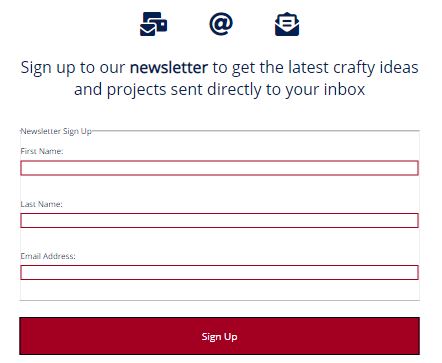 Sign up to our newsletter to get the latest crafty ideas
and projects sent directly to your inbox
Newsletter Sign Up
First Name:
Last Name:
Email Address:
Sign Up